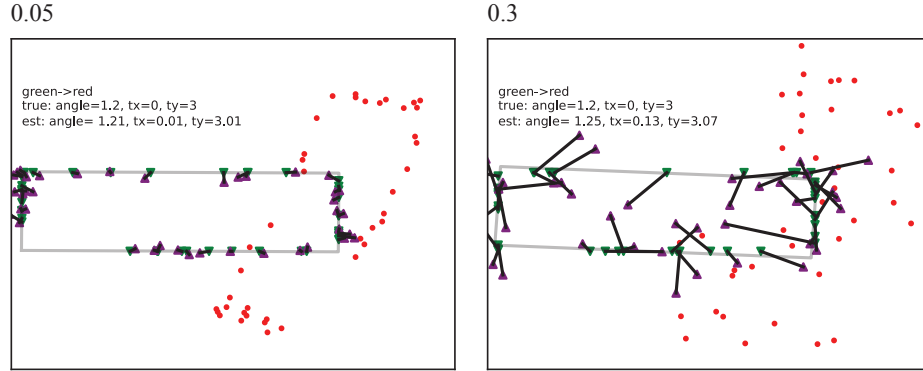 0.05
0.3
green->red
true: angle=1.2, tx=0, ty=3
est: angle= 1.21, tx=0.01, ty=3.01
green->red
true: angle=1.2, tx=0, ty=3
est: angle= 1.25, tx=0.13, ty=3.07